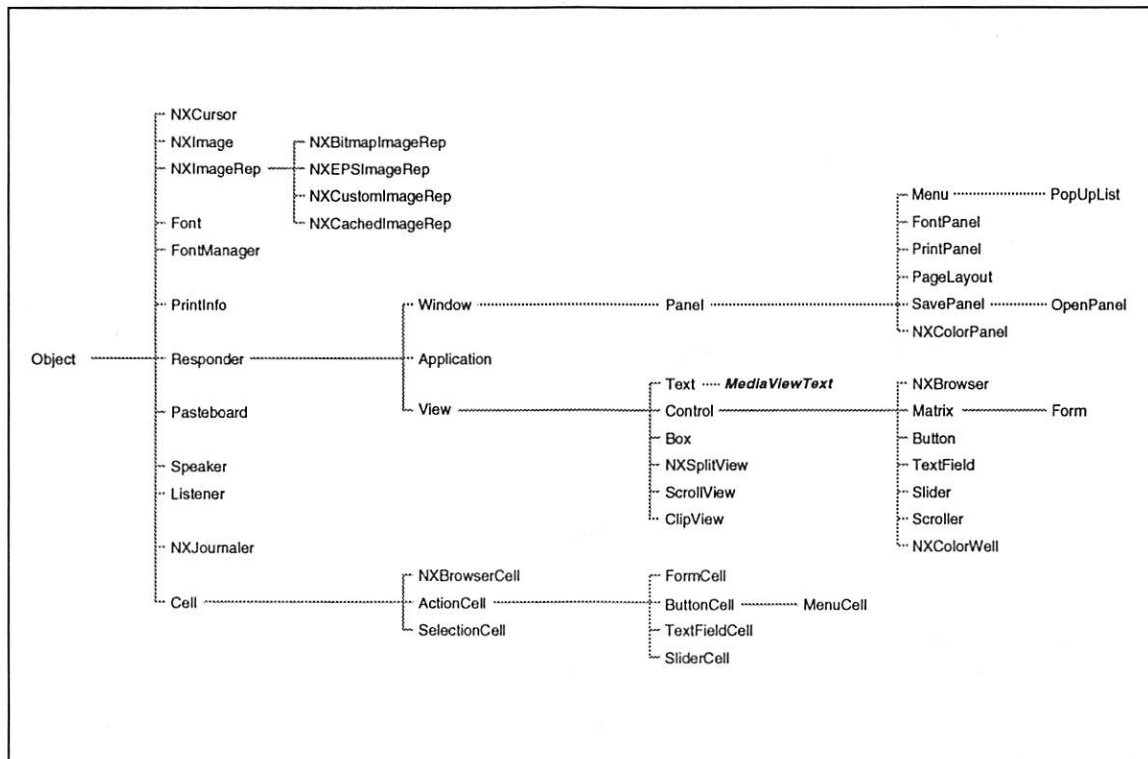 NXCursor
NXImage NXBitmapImageRep
NXImageRep NXEPSImageRep
NXCustomImageRep Menu PopUpList
Font NXCachedImageRep FontPanel
FontManager PrintPanel
PageLayout
PrintInfo Window Panel SavePanel OpenPanel
NXColorPanel
Object Responder Application
Text MediaViewText NXBrowser
Pasteboard View Control Matrix Form
Box Button
Speaker NXSplitView TextField
Listener ScrollView Slider
ClipView Scroller
NXJournaler NXColorWell
NXBrowserCell FormCell
Cell ActionCell ButtonCell MenuCell
SelectionCell TextFieldCell
SliderCell